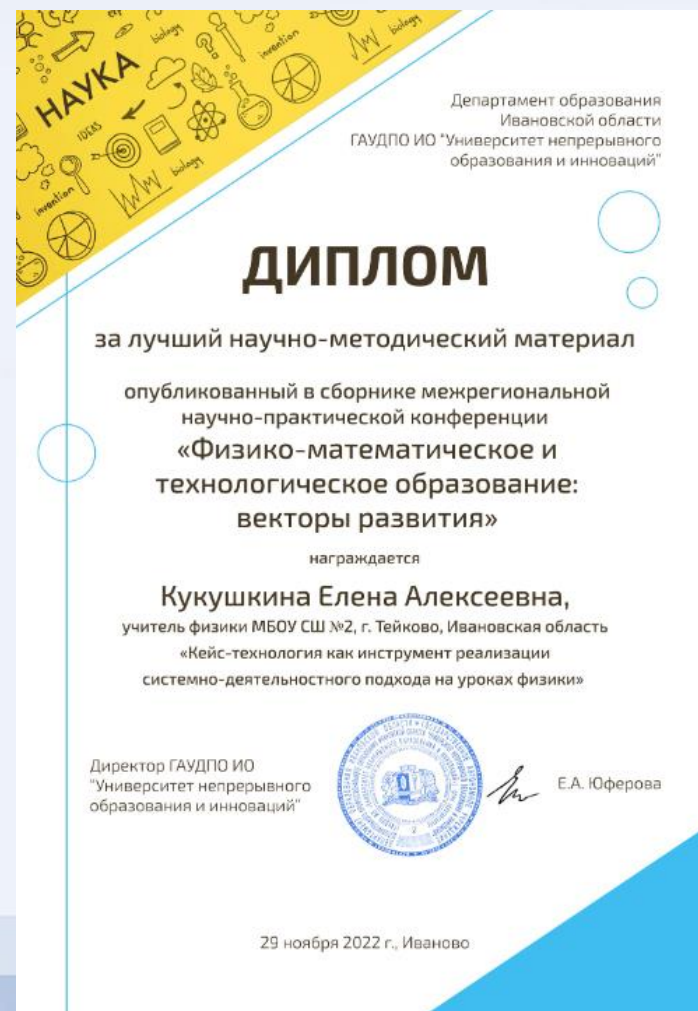 НАУКА
biology
invention
biology
IDEAS
biology
invention
Департамент образования
Ивановской области
ГАУДПО ИО "Университет непрерывного
образования и инноваций"
ДИПЛОМ
за лучший научно-методический материал
опубликованный в сборнике межрегиональной
научно-практической конференции
«Физико-математическое и
технологическое образование:
векторы развития»
награждается
Кукушкина Елена Алексеевна,
учитель физики МБОУ СШ №2, г. Тейково, Ивановская область
«Кейс-технология как инструмент реализации
системно-деятельностного подхода на уроках физики»
Директор ГАУДПО ИО
"Университет непрерывного
образования и инноваций"
Е.А. Юферова
29 ноября 2022 г., Иваново